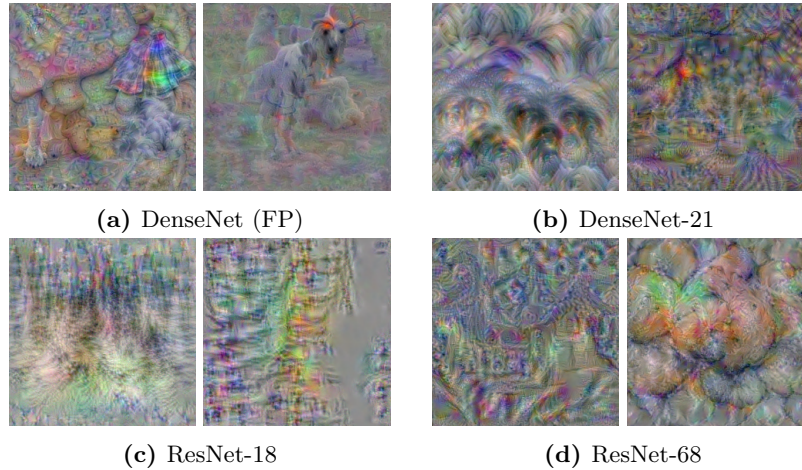 (a) DenseNet (FP)
(b) DenseNet-21
(c) ResNet-18
(d) ResNet-68